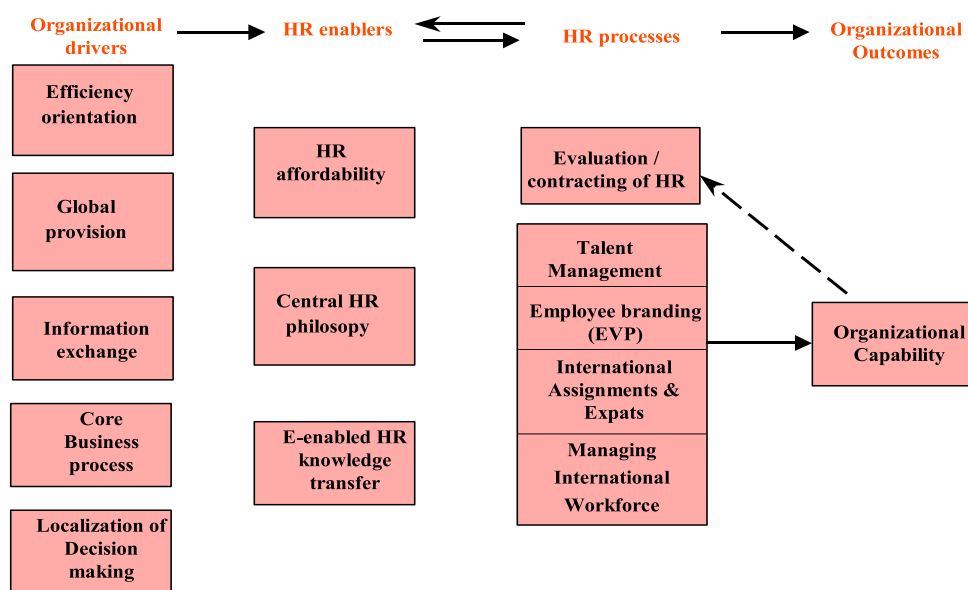 Organizational
drivers
HR enablers
HR processes
Organizational
Outcomes
Efficiency
orientation
Global
provision
Information
exchange
Core
Business
process
Localization of
Decision
making
HR
affordability
Central HR
philosopy
E-enabled HR
knowledge
transfer
Evaluation /
contracting of HR
Talent
Management
Employee branding
(EVP)
International
Assignments &
Expats
Managing
International
Workforce
Organizational
Capability